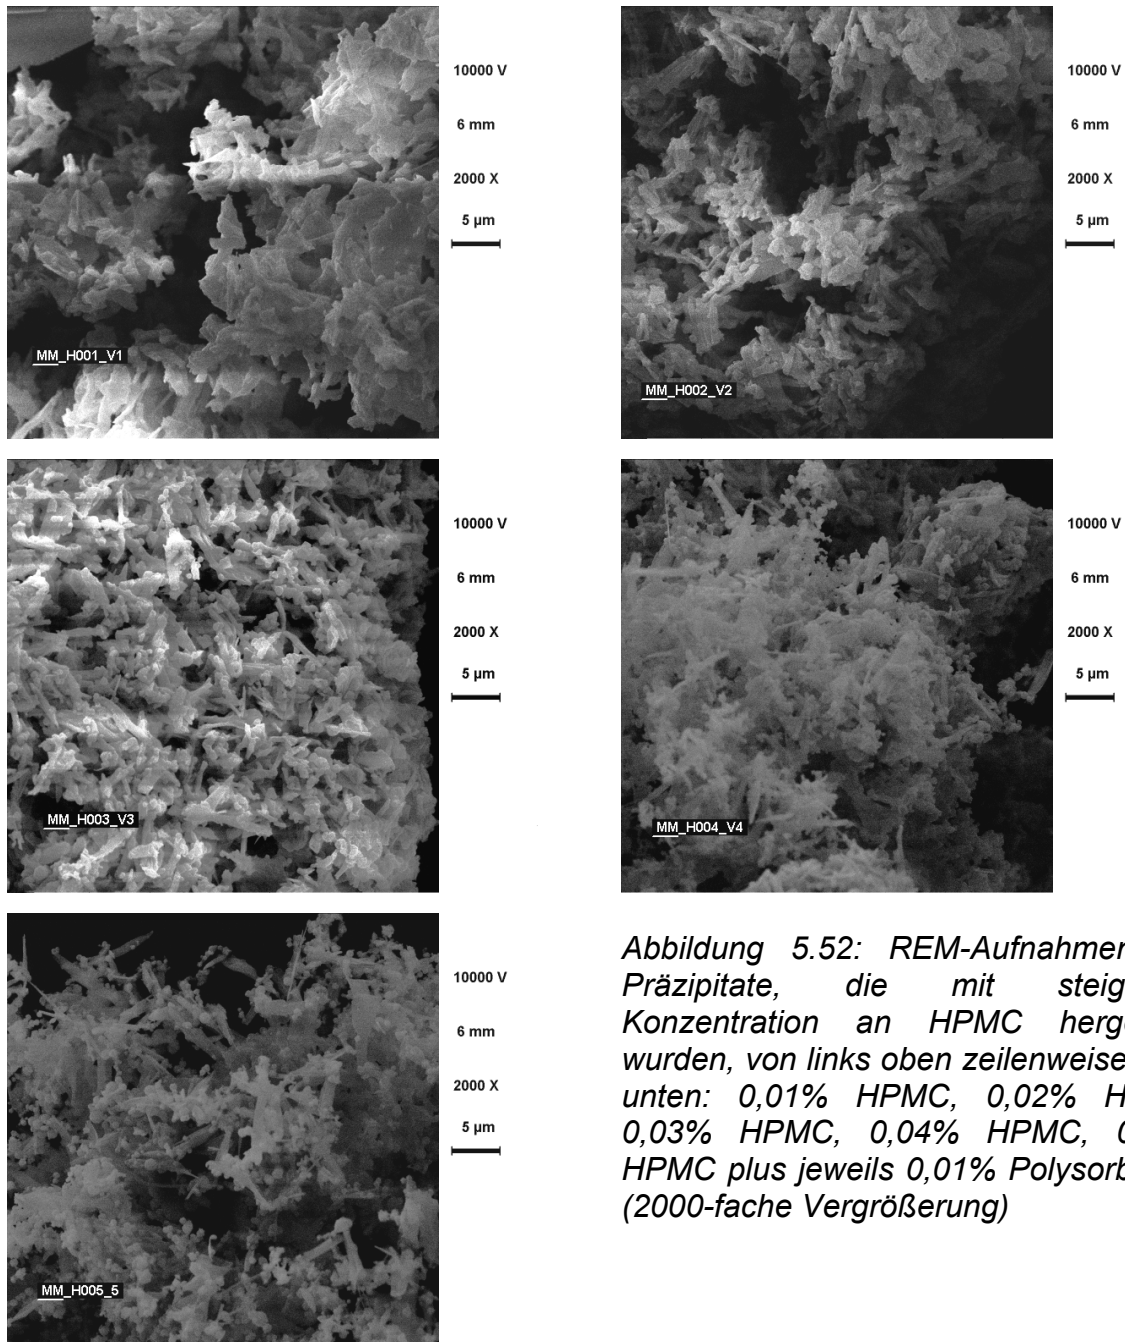 10000 V
6 mm
2000 X
5 µm
MM_H001_V1
10000 V
6 mm
2000 X
5 µm
MM_H002_V2
10000 V
6 mm
2000 X
5 µm
MM_H003_V3
10000 V
6 mm
2000 X
5 µm
MM_H004_V4
10000 V
6 mm
2000 X
5 µm
MM_H005_5
Abbildung 5.52: REM-Aufnahmen
Präzipitate, die mit
Konzentration an HPMC
wurden, von links oben zeilenweise
unten: 0,01% HPMC, 0,02%
0,03% HPMC, 0,04% HPMC,
HPMC plus jeweils 0,01%
(2000-fache Vergrößerung)